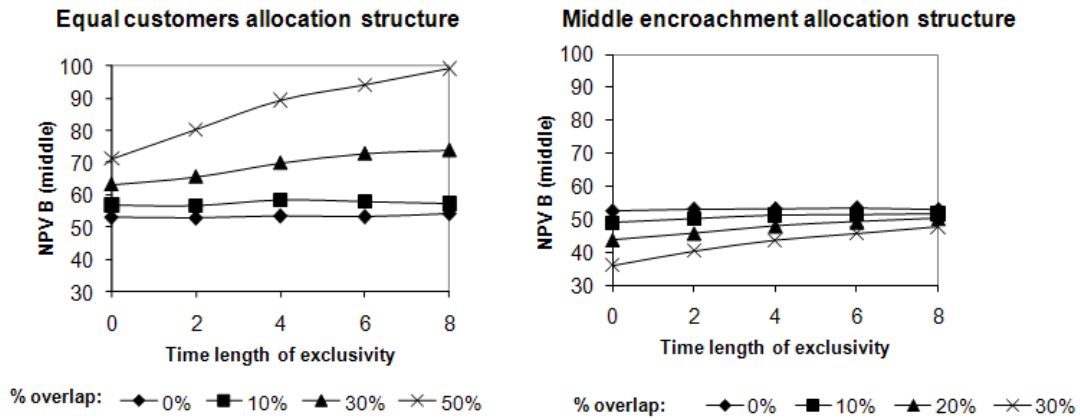 Equal customers allocation structure
100
90
80
70
60
50
40
30
NPV B (middle)
0 2 4 6 8
Time length of exclusivity
% overlap: 0% 10% 30% 50%
Middle encroachment allocation structure
100
90
80
70
60
50
40
30
NPV B (middle)
0 2 4 6 8
Time length of exclusivity
% overlap: 0% 10% 20% 30%